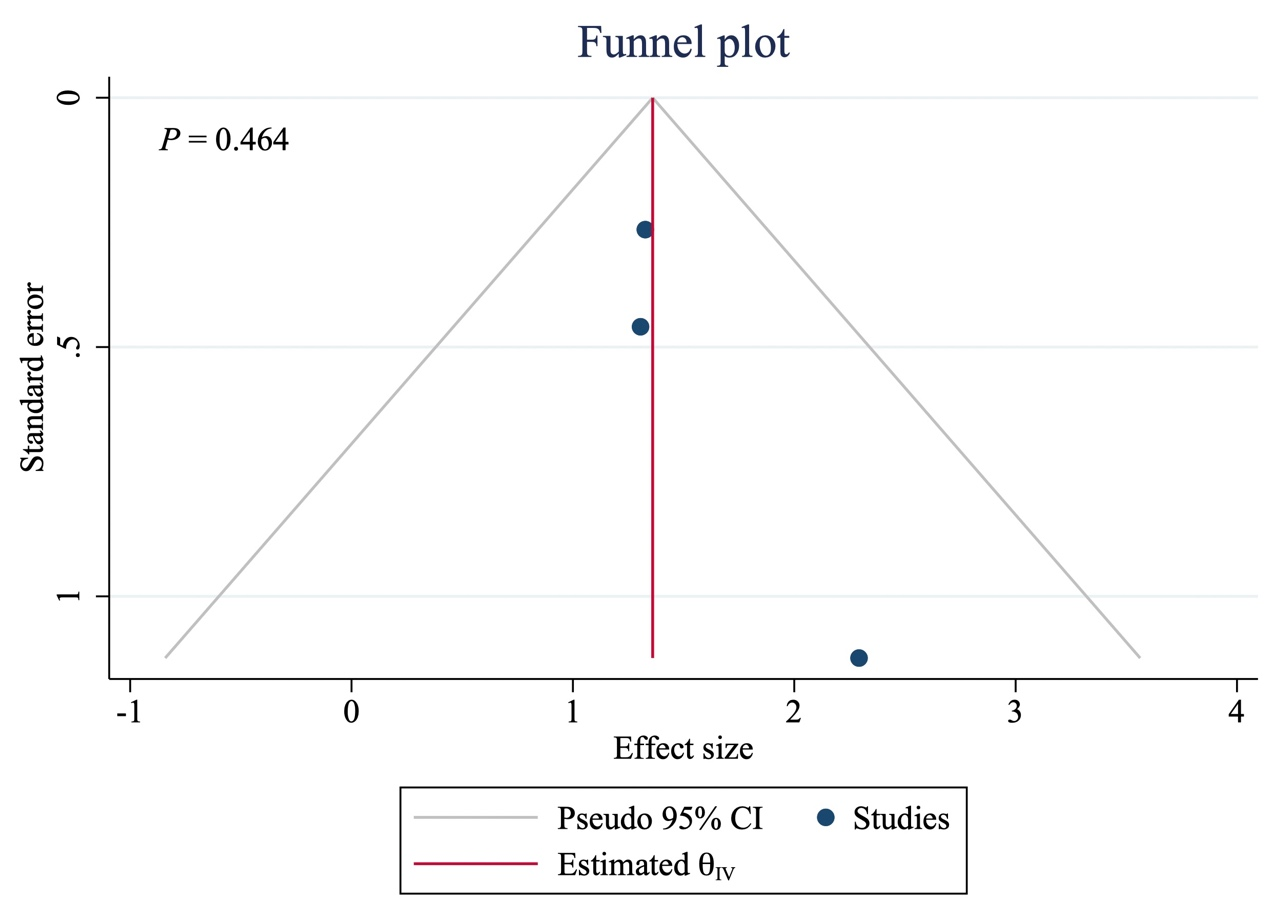 Funnel plot
P = 0.464
Standard error
0
.5
1
-1 0 1 2 3 4
Effect size
Pseudo 95% CI Studies
Estimated θIV